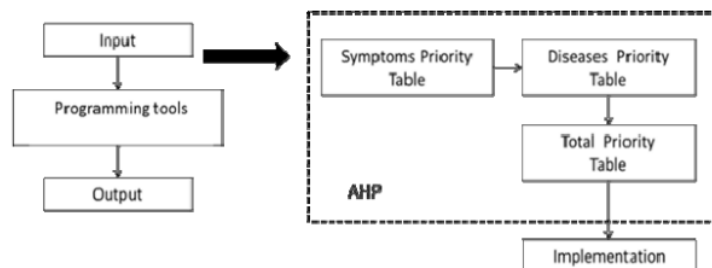 Input
Programming tools
Output
Symptoms Priority
Table
Diseases Priority
Table
Total Priority
Table
AHP
Implementation